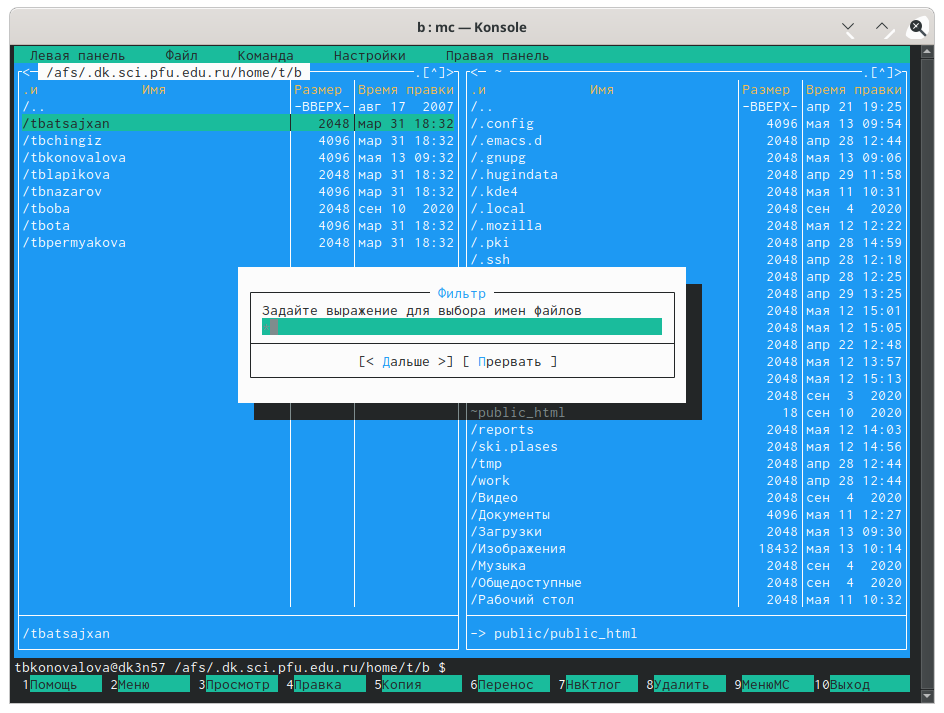 b : mc — Konsole
Левая панель Файл Команда Настройки Правая панель
<— /afs/.dk.sci.pfu.edu.ru/home/t/b .[^]> <— ~ .[^]>
.и Имя Размер Время правки .и Имя Размер Время правки
/.. -ВВЕРХ- авг 17 2007 /.. -ВВЕРХ- апр 21 19:25
/tbatsajxan 2048 мар 31 18:32 /.config 4096 мая 13 09:54
/tbchingiz 4096 мар 31 18:32 /.emacs.d 2048 апр 28 12:44
/tbkonovalova 4096 мая 13 09:32 /.gnupg 2048 мая 13 09:06
/tblapikova 2048 мар 31 18:32 /.hugindata 2048 апр 29 11:58
/tbnazarov 4096 мар 31 18:32 /.kde4 2048 мая 11 10:31
/tboba 2048 сен 10 2020 /.local 2048 сен 4 2020
/tbota 4096 мар 31 18:32 /.mozilla 2048 мая 12 12:22
/tbpermyakova 2048 мар 31 18:32 /.pki 2048 апр 28 14:59
/.ssh 2048 апр 28 12:18
2048 апр 28 12:25
Фильтр 2048 апр 29 13:25
Задайте выражение для выбора имен файлов 2048 мая 12 15:01
2048 мая 12 15:05
2048 апр 22 12:48
[< Дальше >] [ Прервать ] 2048 мая 12 13:57
2048 мая 12 15:13
2048 сен 3 2020
~public_html 18 сен 10 2020
/reports 2048 мая 12 14:03
/ski.plases 2048 мая 12 14:56
/tmp 2048 апр 28 12:44
/work 2048 апр 28 12:44
/Видео 2048 сен 4 2020
/Документы 4096 мая 11 12:27
/Загрузки 2048 мая 13 09:30
/Изображения 18432 мая 13 10:14
/Музыка 2048 сен 4 2020
/Общедоступные 2048 сен 4 2020
/Рабочий стол 2048 мая 11 10:32
/tbatsajxan -> public/public_html
tbkonovalova@dk3n57 /afs/.dk.sci.pfu.edu.ru/home/t/b $
1Помощь 2Меню 3Просмотр 4Правка 5Копия 6Перенос 7НвКтлог 8Удалить 9МенюМС 10Выход